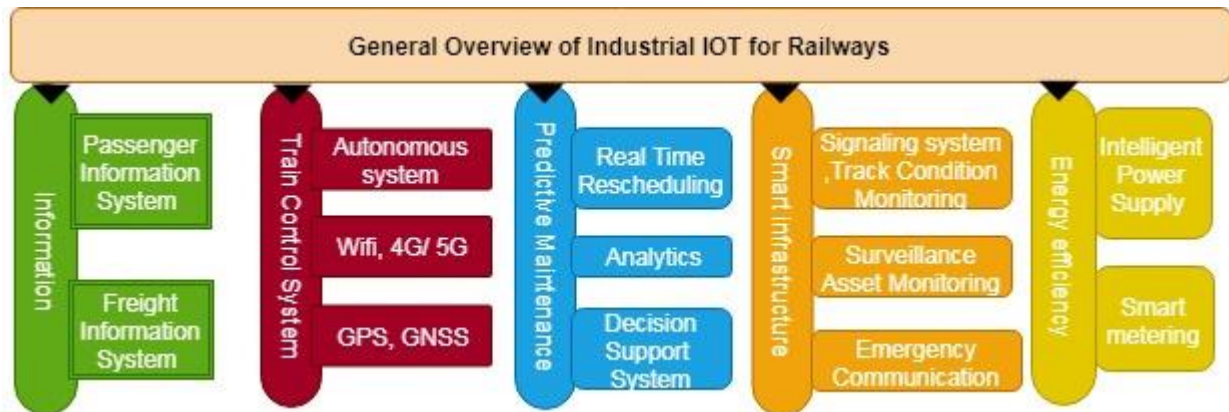 General Overview of Industrial IOT for Railways
Information
Passenger
Information
System
Freight
Information
System
Train Control System
Autonomous
system
Wifi, 4G/ 5G
GPS, GNSS
Predictive Maintenance
Real Time
Rescheduling
Analytics
Decision
Support
System
Smart infrastructure
Signaling system
,Track Condition
Monitoring
Surveillance
Asset Monitoring
Emergency
Communication
Energy efficiency
Intelligent
Power
Supply
Smart
metering